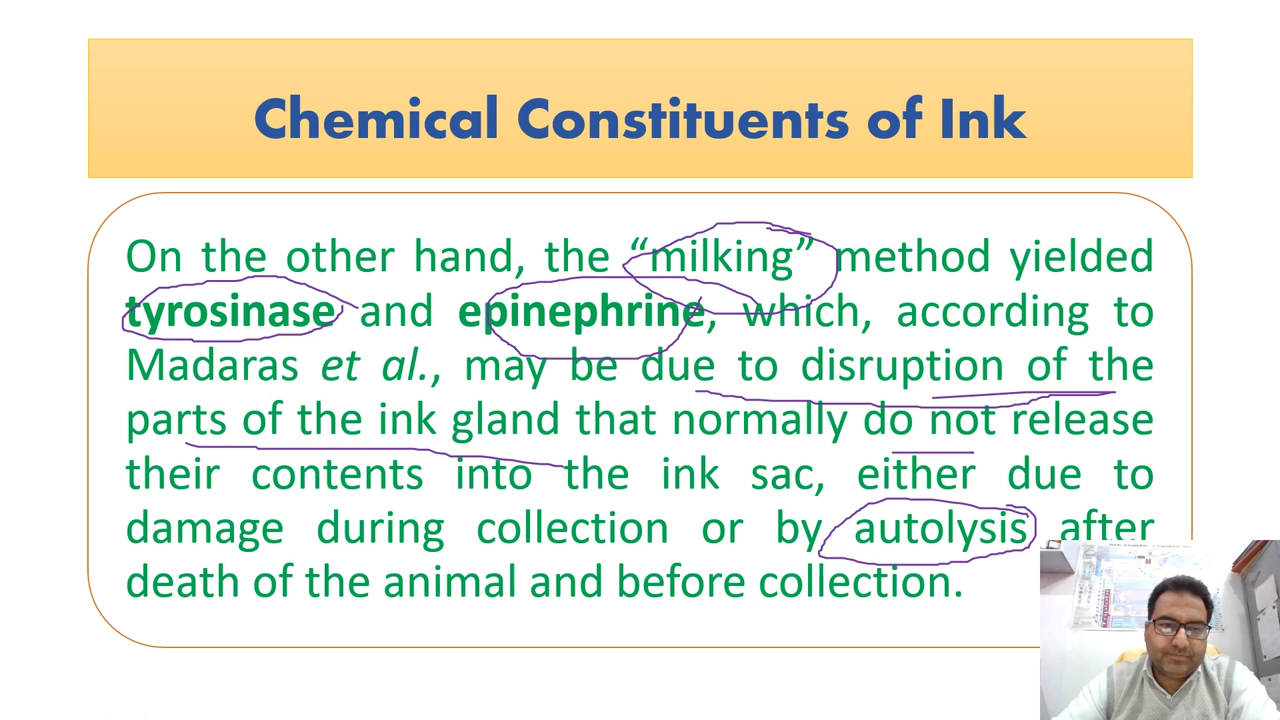 Chemical Constituents of Ink
On the other hand, the “milking” method yielded
tyrosinase and epinephrine, which, according to
Madaras et al., may be due to disruption of the
parts of the ink gland that normally do not release
their contents into the ink sac, either due to
damage during collection or by autolysis after
death of the animal and before collection.